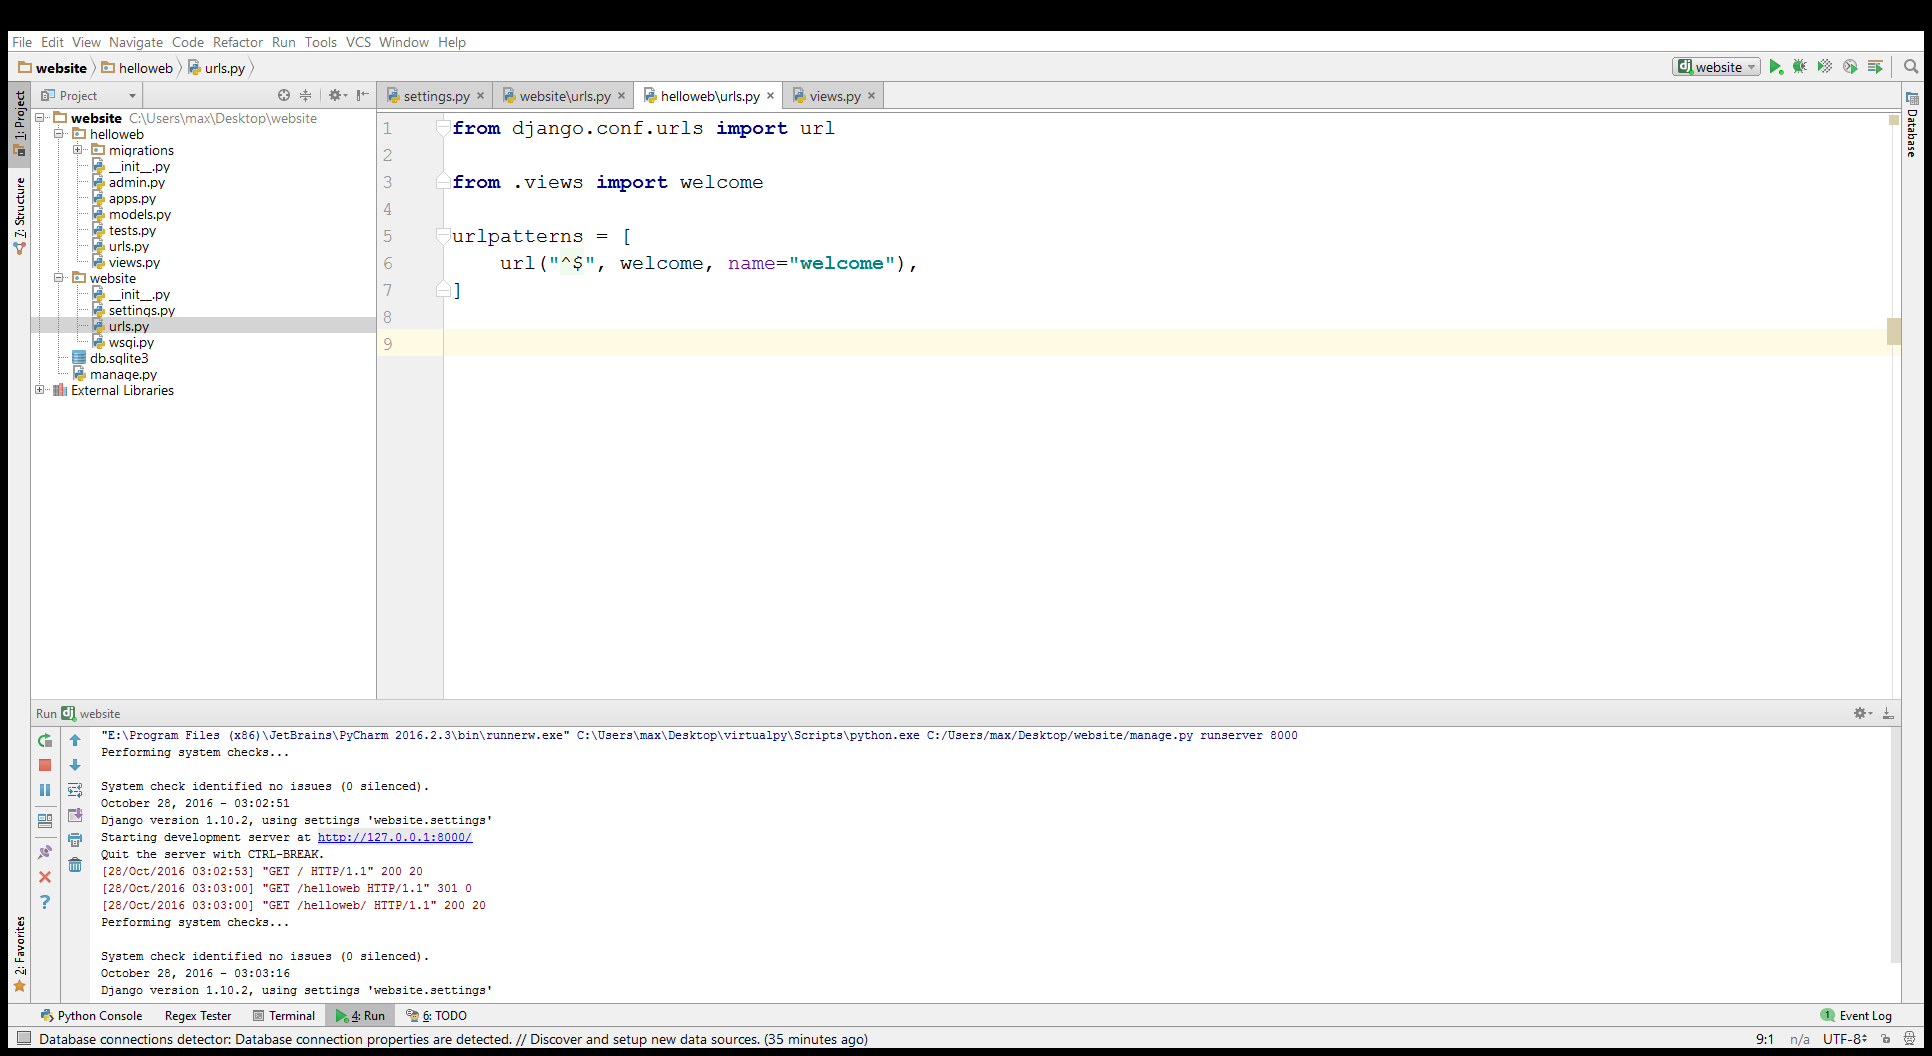 File Edit View Navigate Code Refactor Run Tools VCS Window Help
website helloweb urls.py website
1: Project
7: Structure
2: Favorites
Database
Project
website C:\Users\max\Desktop\website
helloweb
migrations
__init__.py
admin.py
apps.py
models.py
tests.py
urls.py
views.py
website
__init__.py
settings.py
urls.py
wsgi.py
db.sqlite3
manage.py
External Libraries
settings.py website\urls.py helloweb\urls.py views.py
1 from django.conf.urls import url
2
3 from .views import welcome
4
5 urlpatterns = [
6 url("^$", welcome, name="welcome"),
7 ]
8
9
Run website
"E:\Program Files (x86)\JetBrains\PyCharm 2016.2.3\bin\runnerw.exe" C:\Users\max\Desktop\virtualpy\Scripts\python.exe C:/Users/max/Desktop/website/manage.py runserver 8000
Performing system checks...
System check identified no issues (0 silenced).
October 28, 2016 - 03:02:51
Django version 1.10.2, using settings 'website.settings'
Starting development server at http://127.0.0.1:8000/
Quit the server with CTRL-BREAK.
[28/Oct/2016 03:02:53] "GET / HTTP/1.1" 200 20
[28/Oct/2016 03:03:00] "GET /helloweb HTTP/1.1" 301 0
[28/Oct/2016 03:03:00] "GET /helloweb/ HTTP/1.1" 200 20
Performing system checks...
System check identified no issues (0 silenced).
October 28, 2016 - 03:03:16
Django version 1.10.2, using settings 'website.settings'
Python Console Regex Tester Terminal 4: Run 6: TODO 1 Event Log
Database connections detector: Database connection properties are detected. // Discover and setup new data sources. (35 minutes ago) 9:1 n/a UTF-8